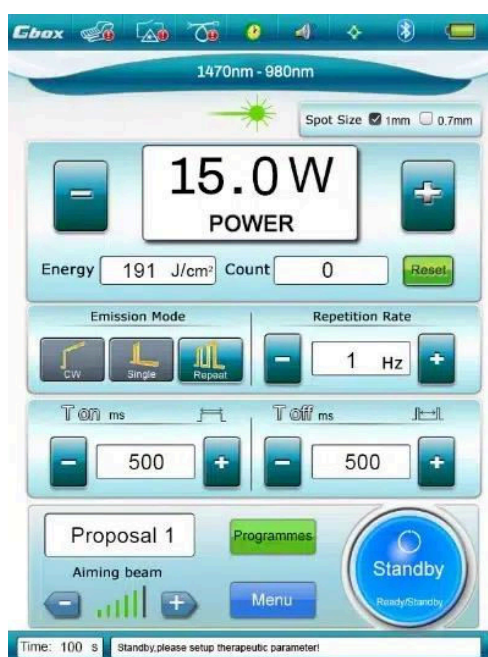 Gbox
1470nm - 980nm
Spot Size 1mm 0.7mm
15.0 W
POWER
Energy 191 J/cm² Count 0 Reset
Emission Mode Repetition Rate
CW Single Repeat 1 Hz
T on ms T off ms
500 500
Proposal 1 Programmes
Aiming beam
Menu
Standby
Ready/Standby
Time: 100 s Standby,please setup therapeutic parameter!